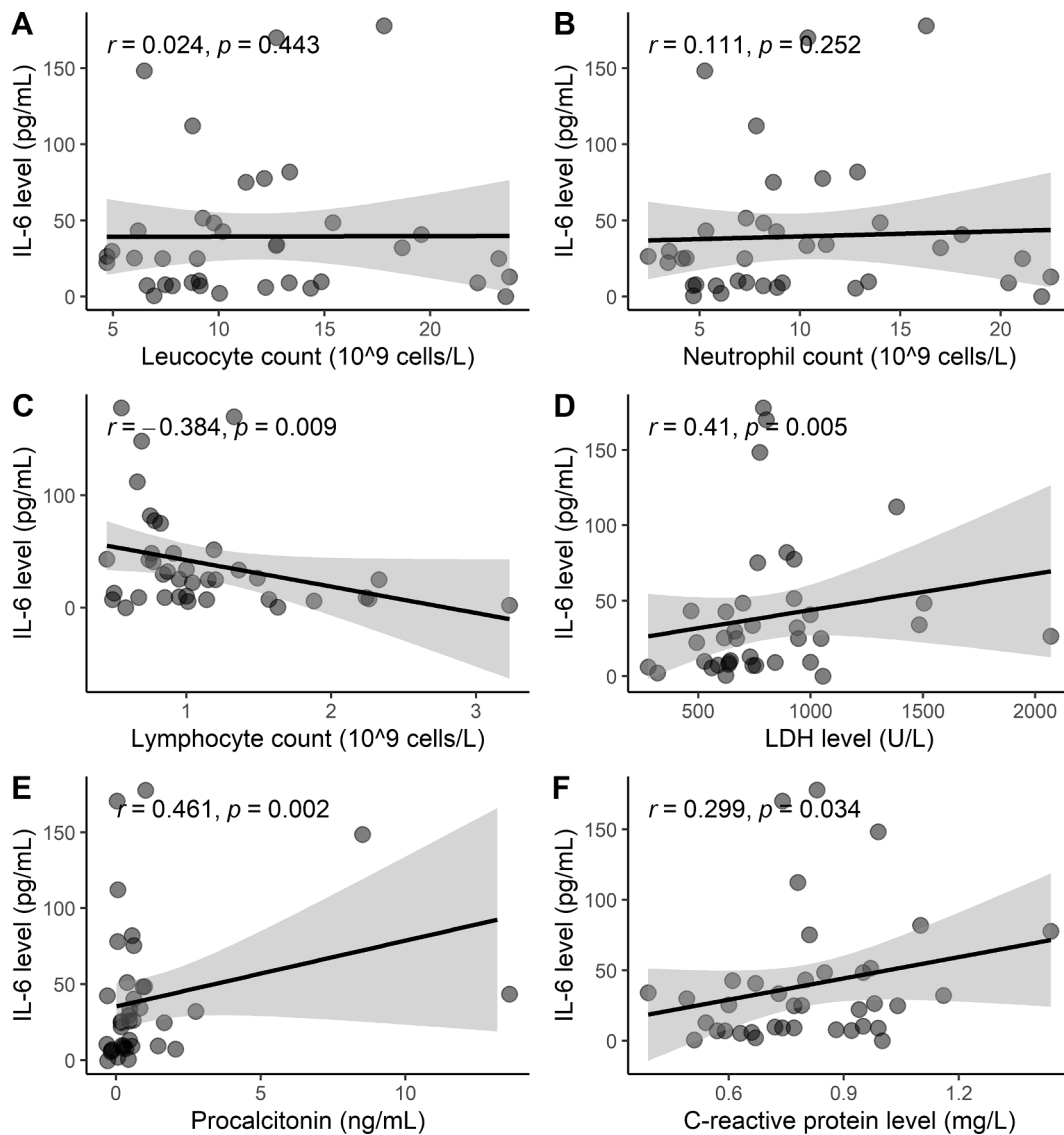 A
r = 0.024, p = 0.443
IL-6 level (pg/mL)
150
100
50
0
5
10
15
20
Leucocyte count (10^9 cells/L)
B
r = 0.111, p = 0.252
IL-6 level (pg/mL)
150
100
50
0
5
10
15
20
Neutrophil count (10^9 cells/L)
C
r = −0.384, p = 0.009
IL-6 level (pg/mL)
100
0
1
2
3
Lymphocyte count (10^9 cells/L)
D
r = 0.41, p = 0.005
IL-6 level (pg/mL)
150
100
50
0
500
1000
1500
2000
LDH level (U/L)
E
r = 0.461, p = 0.002
IL-6 level (pg/mL)
150
100
50
0
0
5
10
Procalcitonin (ng/mL)
F
r = 0.299, p = 0.034
IL-6 level (pg/mL)
150
100
50
0
0.6
0.9
1.2
C-reactive protein level (mg/L)